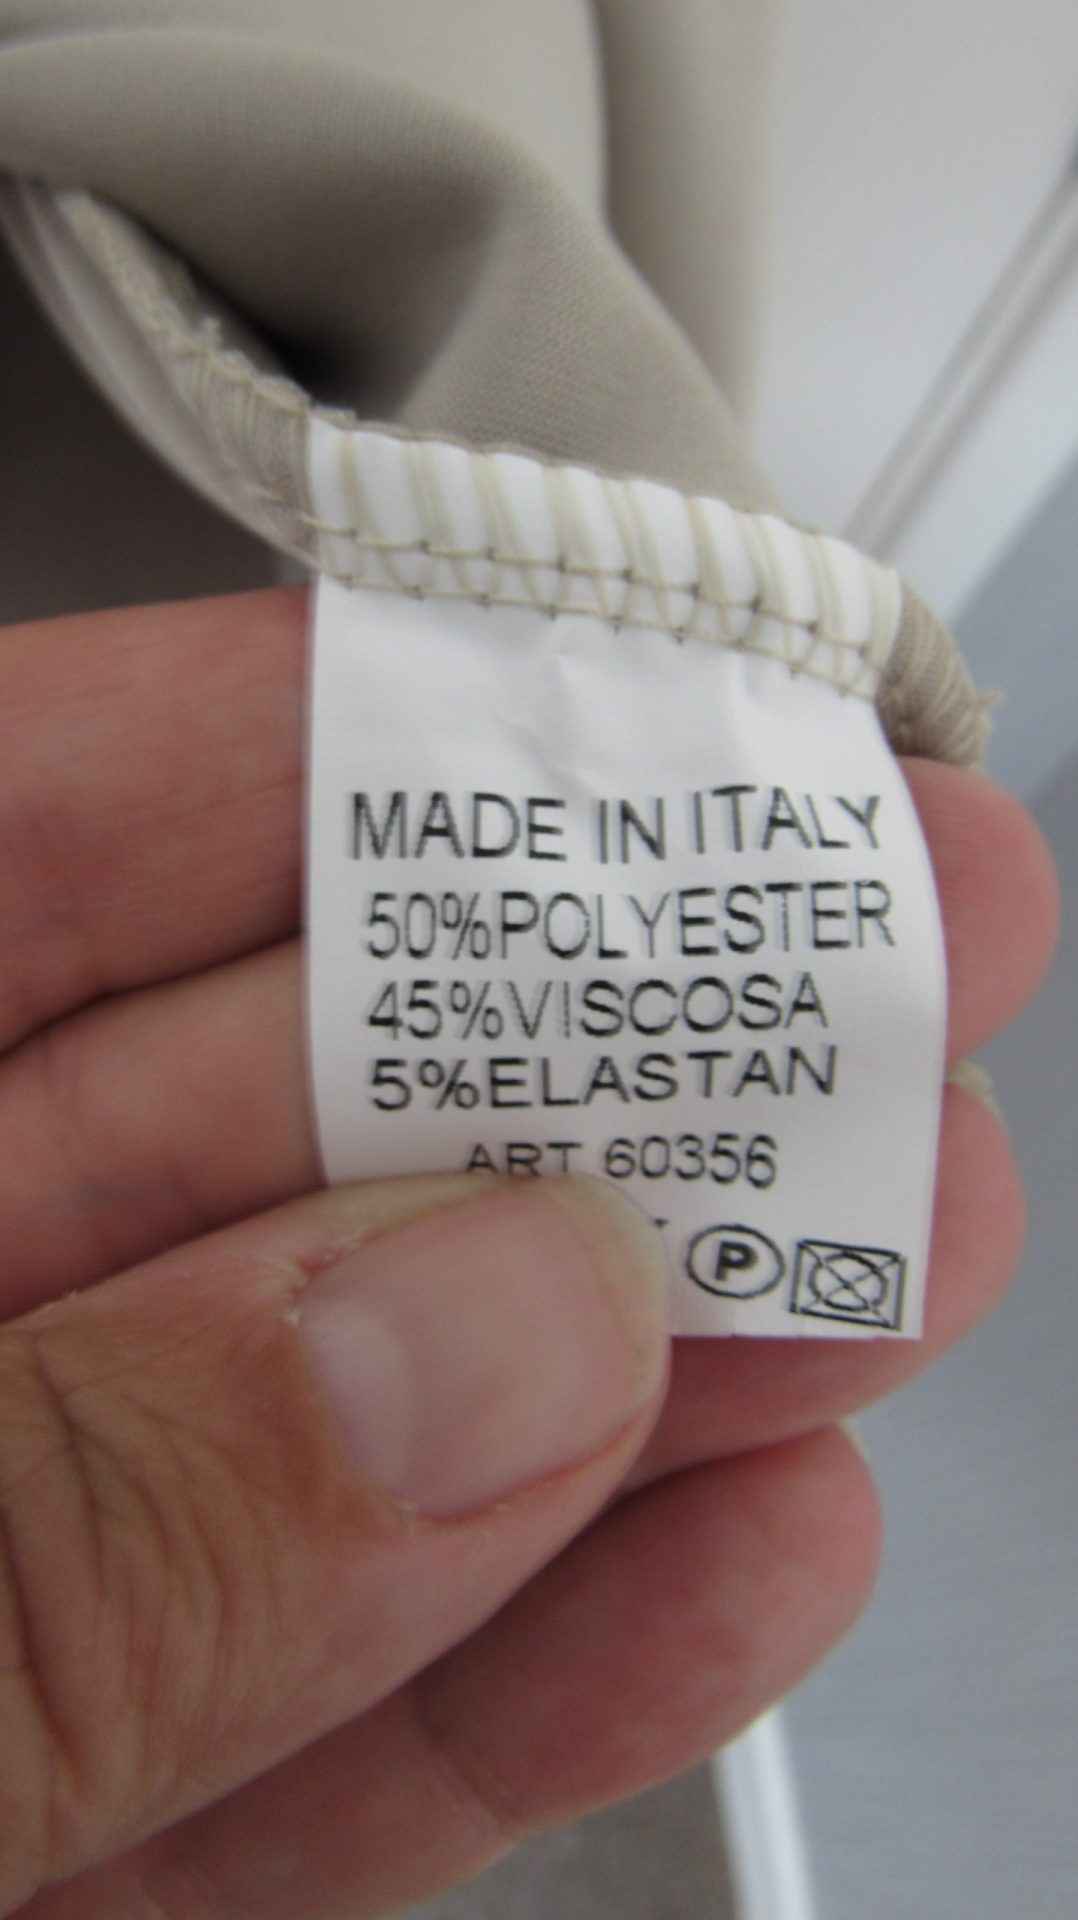 MADE IN ITALY
50%POLYESTER
45%VISCOSA
5%ELASTAN
ART 60356
P